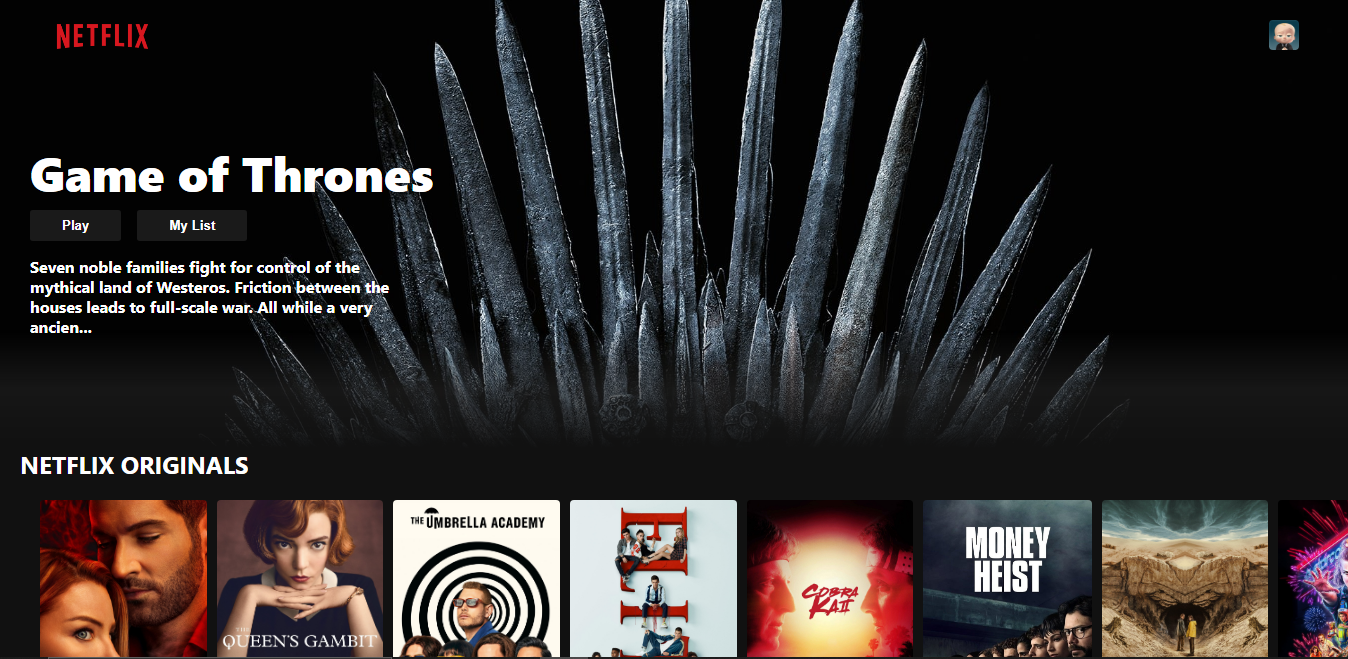 NETFLIX
Game of Thrones
Play
My List
Seven noble families fight for control of the
mythical land of Westeros. Friction between the
houses leads to full-scale war. All while a very
ancien...
NETFLIX ORIGINALS
QUEEN'S GAMBIT
THE UMBRELLA ACADEMY
COBRA
KAI
MONEY
HEIST